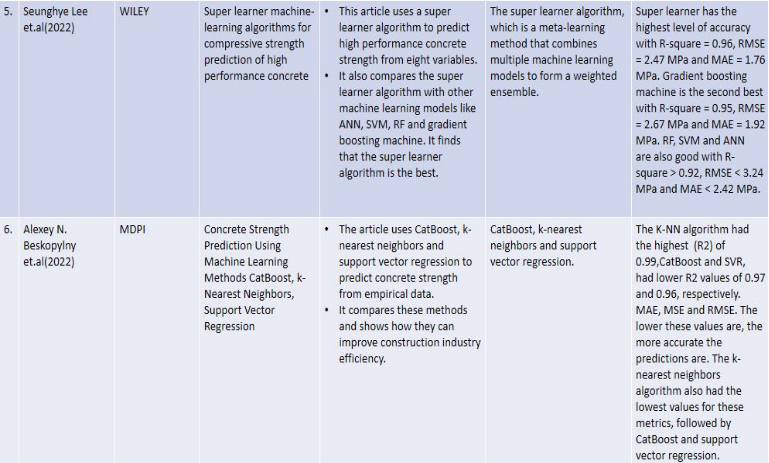 5.
Seunghye Lee
et.al(2022)
WILEY
Super learner machine-
learning algorithms for
compressive strength
prediction of high
performance concrete
• This article uses a super
learner algorithm to predict
high performance concrete
strength from eight variables.
• It also compares the super
learner algorithm with other
machine learning models like
ANN, SVM, RF and gradient
boosting machine. It finds
that the super learner
algorithm is the best.
The super learner algorithm,
which is a meta-learning
method that combines
multiple machine learning
models to form a weighted
ensemble.
Super learner has the
highest level of accuracy
with R-square = 0.96, RMSE
= 2.47 MPa and MAE = 1.76
MPa. Gradient boosting
machine is the second best
with R-square = 0.95, RMSE
= 2.67 MPa and MAE = 1.92
MPa. RF, SVM and ANN
are also good with R-
square > 0.92, RMSE < 3.24
MPa and MAE < 2.42 MPa.
6.
Alexey N.
Beskopylny
et.al(2022)
MDPI
Concrete Strength
Prediction Using
Machine Learning
Methods CatBoost, k-
Nearest Neighbors,
Support Vector
Regression
• The article uses CatBoost, k-
nearest neighbors and
support vector regression to
predict concrete strength
from empirical data.
• It compares these methods
and shows how they can
improve construction industry
efficiency.
CatBoost, k-nearest
neighbors and support
vector regression.
The K-NN algorithm had
the highest (R2) of
0.99,CatBoost and SVR,
had lower R2 values of 0.97
and 0.96, respectively.
MAE, MSE and RMSE. The
lower these values are, the
more accurate the
predictions are. The k-
nearest neighbors
algorithm also had the
lowest values for these
metrics, followed by
CatBoost and support
vector regression.